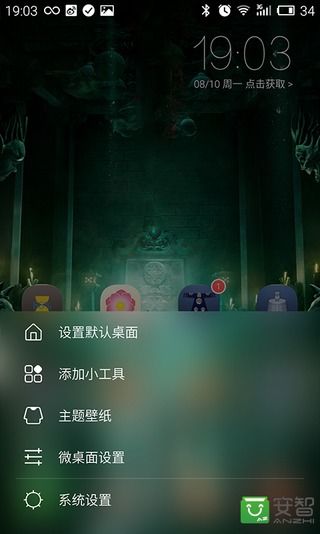 19:03
34
19:03
08/10 周一 点击获取 >
1
设置默认桌面
添加小工具
主题壁纸
微桌面设置
系统设置
AZ
安智
ANZHI